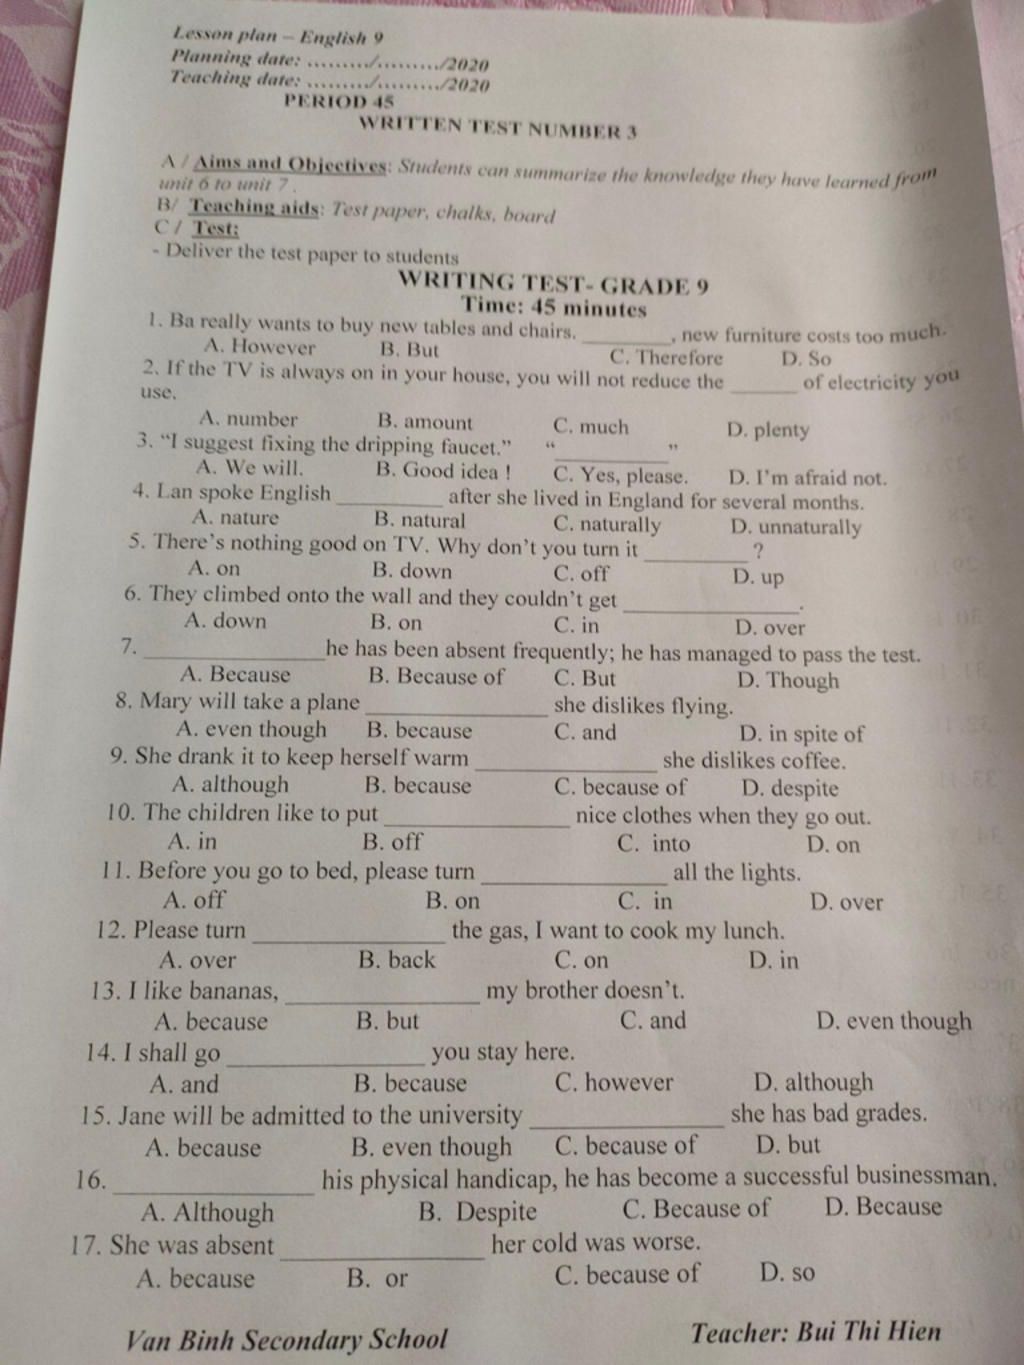 Lesson plan – English 9
Planning date: ………/………/2020
Teaching date: ………/………/2020
PERIOD 45
WRITTEN TEST NUMBER 3
A / Aims and Objectives: Students can summarize the knowledge they have learned from
unit 6 to unit 7 .
B/ Teaching aids: Test paper, chalks, board
C / Test:
- Deliver the test paper to students
WRITING TEST- GRADE 9
Time: 45 minutes
1. Ba really wants to buy new tables and chairs. ________, new furniture costs too much.
A. However B. But C. Therefore D. So
2. If the TV is always on in your house, you will not reduce the ______ of electricity you
use.
A. number B. amount C. much D. plenty
3. “I suggest fixing the dripping faucet.” “__________”
A. We will. B. Good idea ! C. Yes, please. D. I’m afraid not.
4. Lan spoke English _________ after she lived in England for several months.
A. nature B. natural C. naturally D. unnaturally
5. There’s nothing good on TV. Why don’t you turn it _________?
A. on B. down C. off D. up
6. They climbed onto the wall and they couldn’t get _______________.
A. down B. on C. in D. over
7. _______________he has been absent frequently; he has managed to pass the test.
A. Because B. Because of C. But D. Though
8. Mary will take a plane _______________ she dislikes flying.
A. even though B. because C. and D. in spite of
9. She drank it to keep herself warm _______________ she dislikes coffee.
A. although B. because C. because of D. despite
10. The children like to put _______________ nice clothes when they go out.
A. in B. off C. into D. on
11. Before you go to bed, please turn _______________ all the lights.
A. off B. on C. in D. over
12. Please turn _______________ the gas, I want to cook my lunch.
A. over B. back C. on D. in
13. I like bananas, _______________ my brother doesn’t.
A. because B. but C. and D. even though
14. I shall go _______________ you stay here.
A. and B. because C. however D. although
15. Jane will be admitted to the university _______________ she has bad grades.
A. because B. even though C. because of D. but
16. _______________ his physical handicap, he has become a successful businessman.
A. Although B. Despite C. Because of D. Because
17. She was absent _______________ her cold was worse.
A. because B. or C. because of D. so
Van Binh Secondary School Teacher: Bui Thi Hien